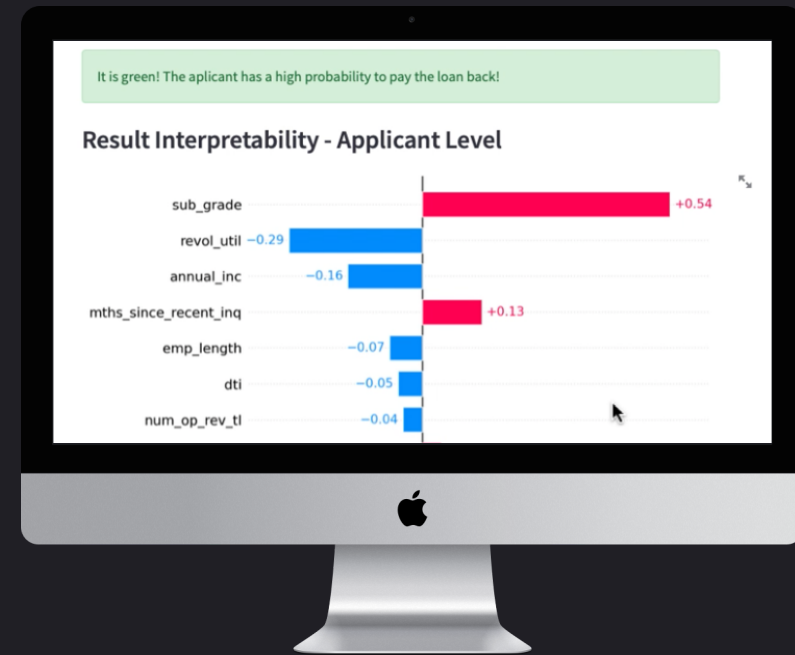 It is green! The aplicant has a high probability to pay the loan back!
Result Interpretability - Applicant Level
sub_grade +0.54
revol_util −0.29
annual_inc −0.16
mths_since_recent_inq +0.13
emp_length −0.07
dti −0.05
num_op_rev_tl −0.04